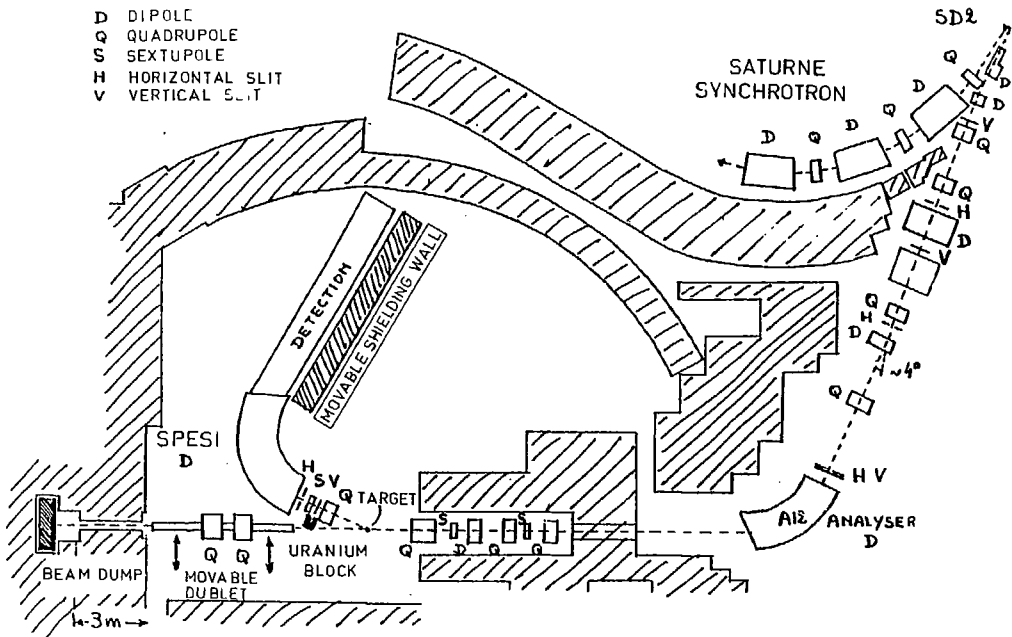 D DIPOLE
Q QUADRUPOLE
S SEXTUPOLE
H HORIZONTAL SLIT
V VERTICAL SLIT
SD2
SATURNE
SYNCHROTRON
D
Q
D
Q
D
Q
D
D
V
Q
Q
H
D
V
Q
H
D
~4°
Q
H V
A12 ANALYSER
D
DETECTION
MOVABLE SHIELDING WALL
SPESI
D
H
S V
Q TARGET
URANIUM
BLOCK
Q
S
D
Q
S
Q
Q Q
MOVABLE
DUBLET
BEAM DUMP
3m